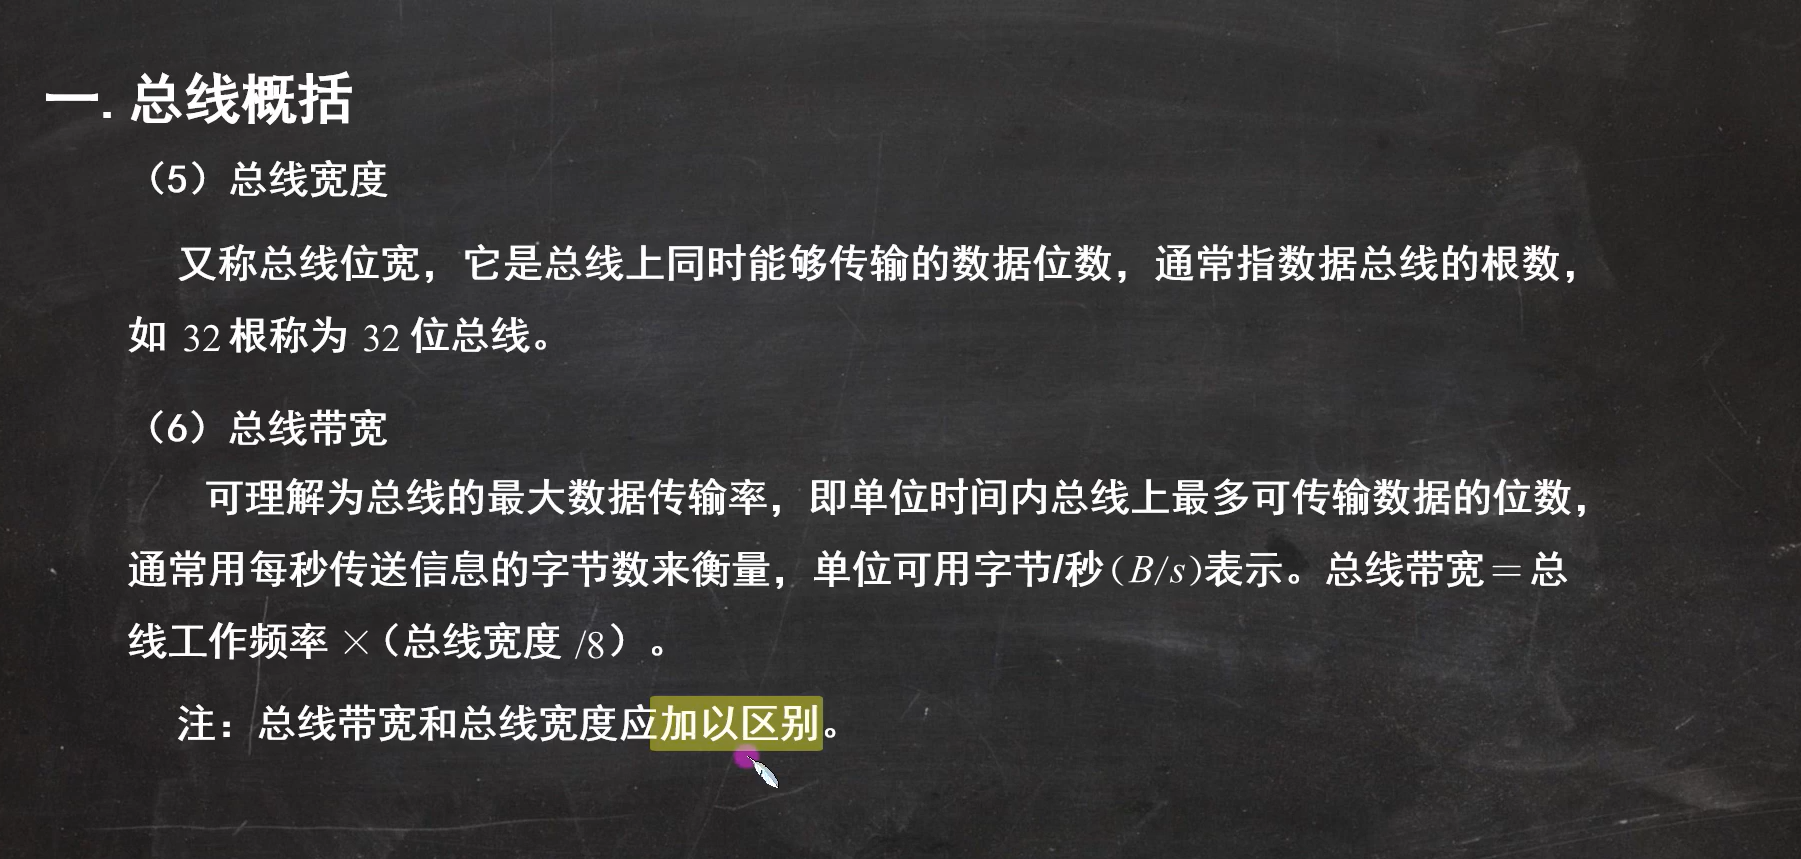 一. 总线概括
（5）总线宽度
又称总线位宽，它是总线上同时能够传输的数据位数，通常指数据总线的根数，
如 32 根称为 32 位总线。
（6）总线带宽
可理解为总线的最大数据传输率，即单位时间内总线上最多可传输数据的位数，
通常用每秒传送信息的字节数来衡量，单位可用字节/秒(B/s)表示。总线带宽=总
线工作频率 ×（总线宽度 /8）。
注：总线带宽和总线宽度应加以区别。